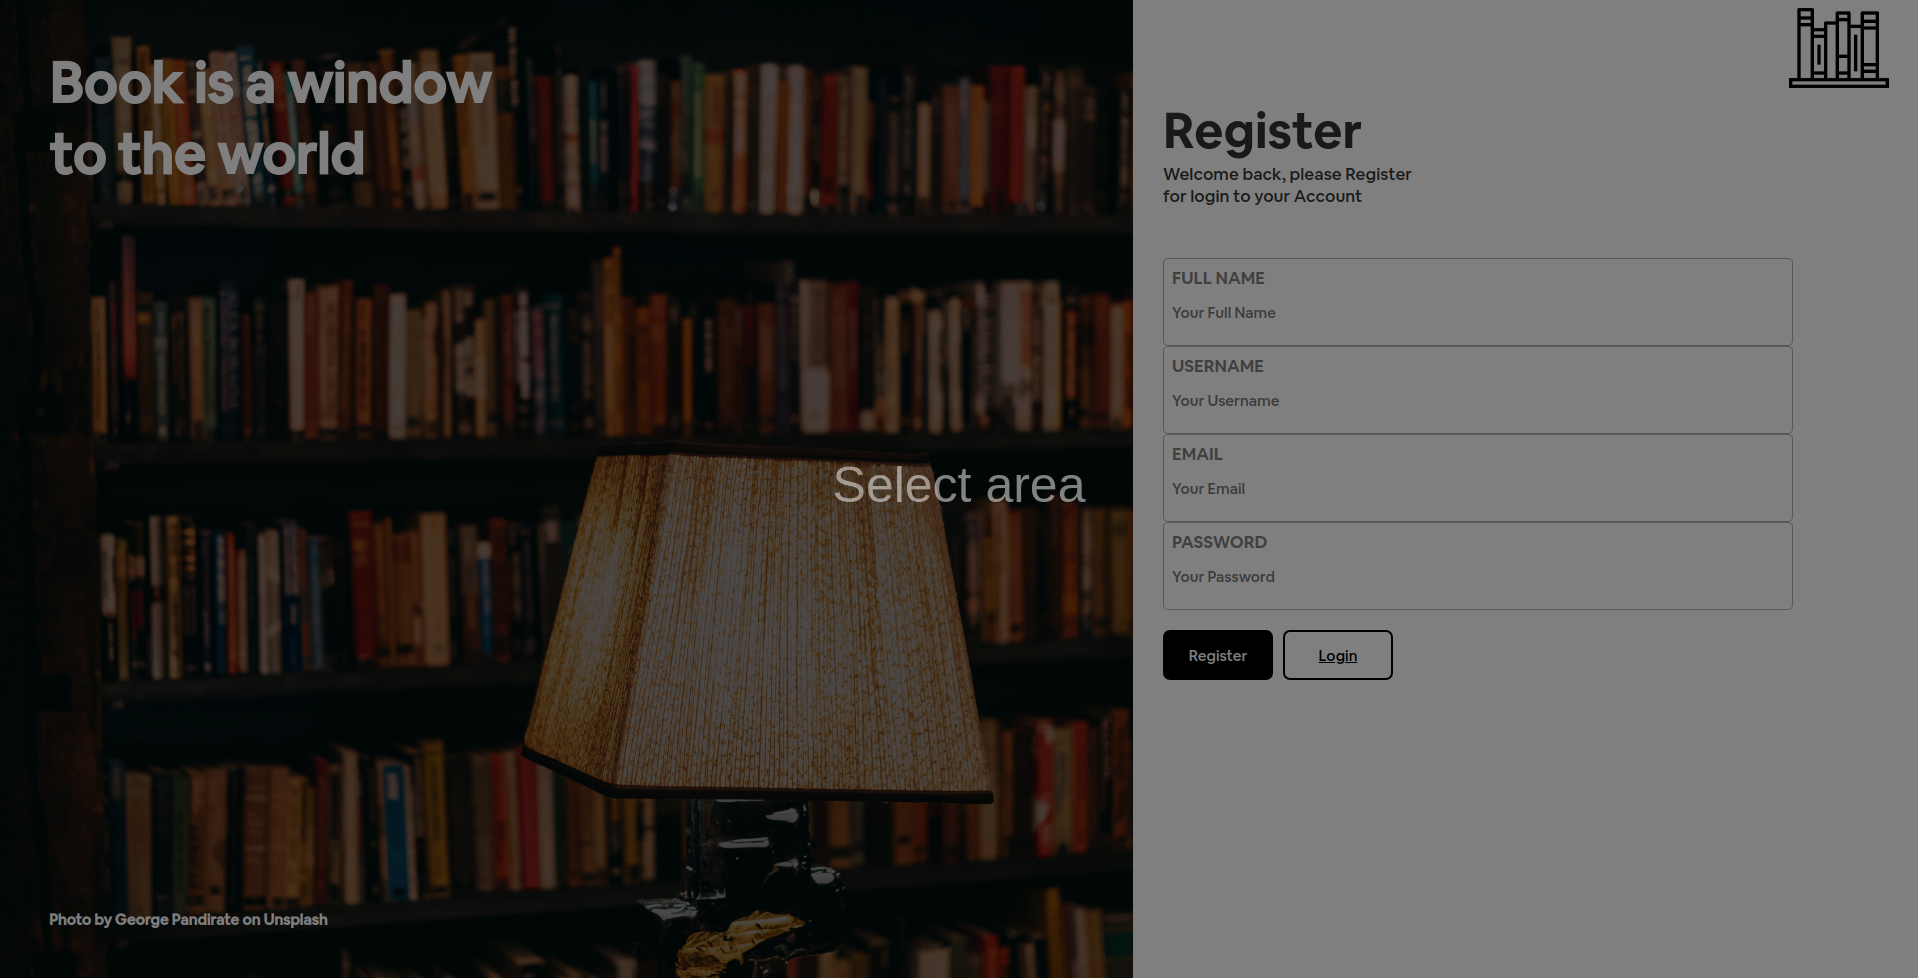 Book is a window
to the world
Select area
Photo by George Pandirate on Unsplash
Register
Welcome back, please Register
for login to your Account
FULL NAME
Your Full Name
USERNAME
Your Username
EMAIL
Your Email
PASSWORD
Your Password
Register
Login